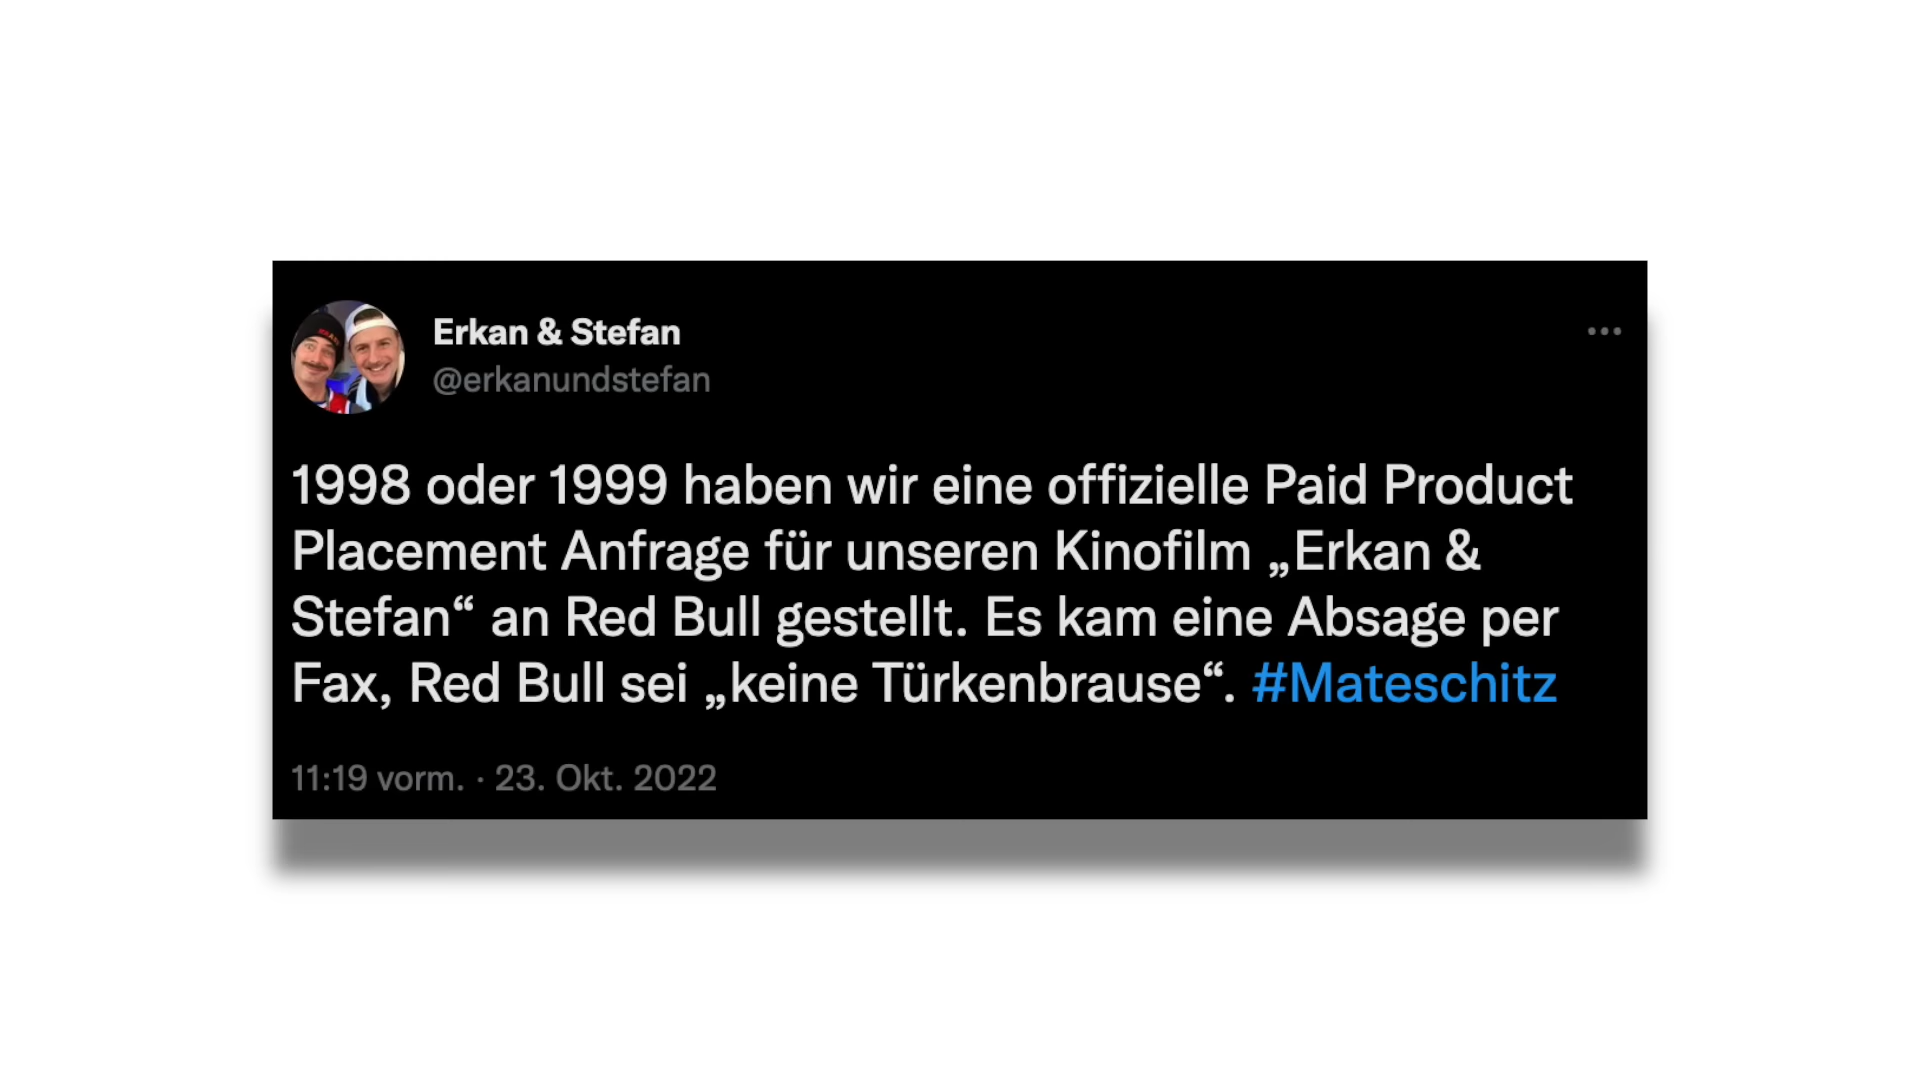 Erkan & Stefan
@erkanundstefan
1998 oder 1999 haben wir eine offizielle Paid Product
Placement Anfrage für unseren Kinofilm „Erkan &
Stefan“ an Red Bull gestellt. Es kam eine Absage per
Fax, Red Bull sei „keine Türkenbrause“. #Mateschitz
11:19 vorm. · 23. Okt. 2022